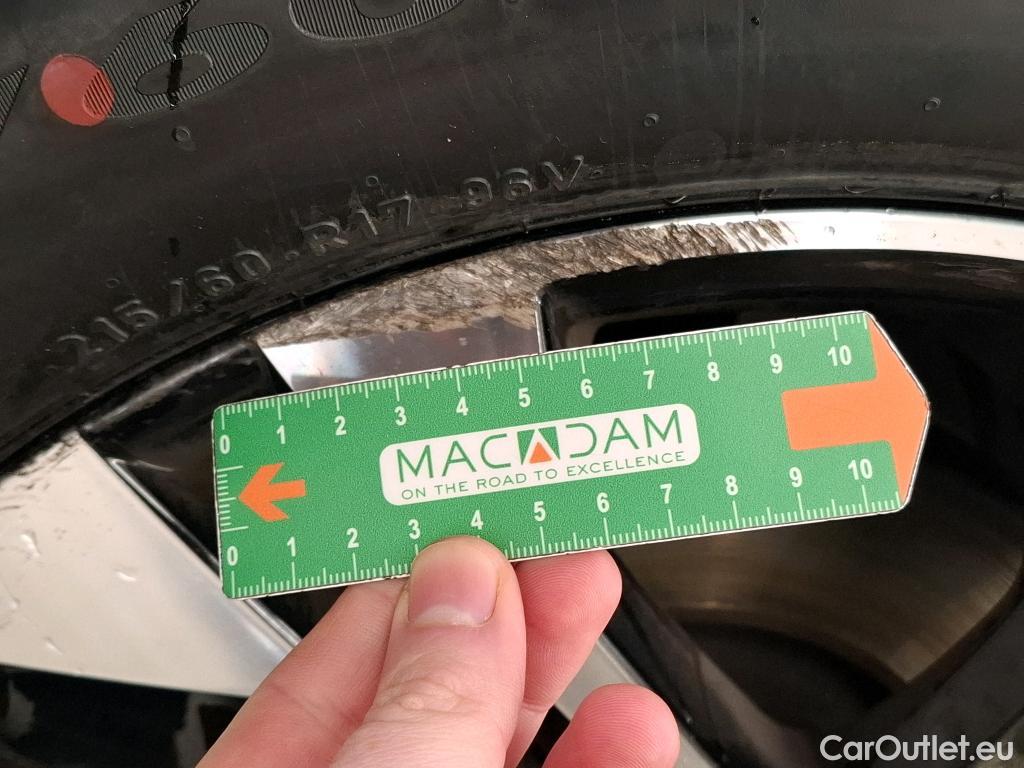 60
215/60 R17 96V
0 1 2 3 4 5 6 7 8 9 10
MACADAM
ON THE ROAD TO EXCELLENCE
0 1 2 3 4 5 6 7 8 9 10
CarOutlet.eu